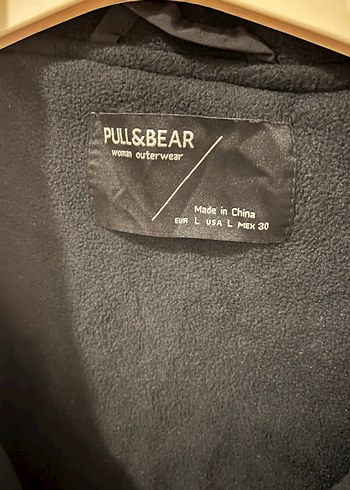 PULL&BEAR
woman outerwear
Made in China
EUR L USA L MEX 30